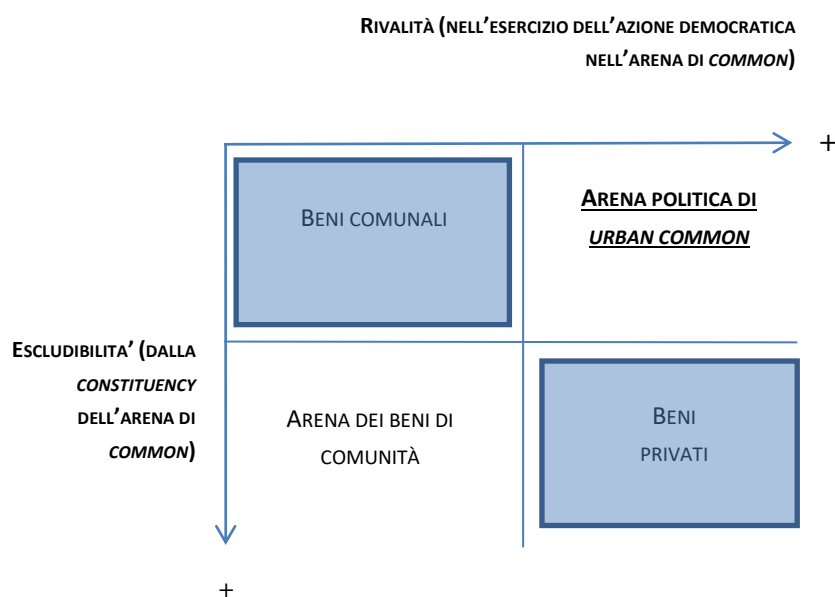 RIVALITÀ (NELL'ESERCIZIO DELL'AZIONE DEMOCRATICA
NELL'ARENA DI COMMON)
+
BENI COMUNALI
ARENA POLITICA DI
URBAN COMMON
ESCLUDIBILITA' (DALLA
CONSTITUENCY
DELL'ARENA DI
COMMON)
ARENA DEI BENI DI
COMUNITÀ
BENI
PRIVATI
+